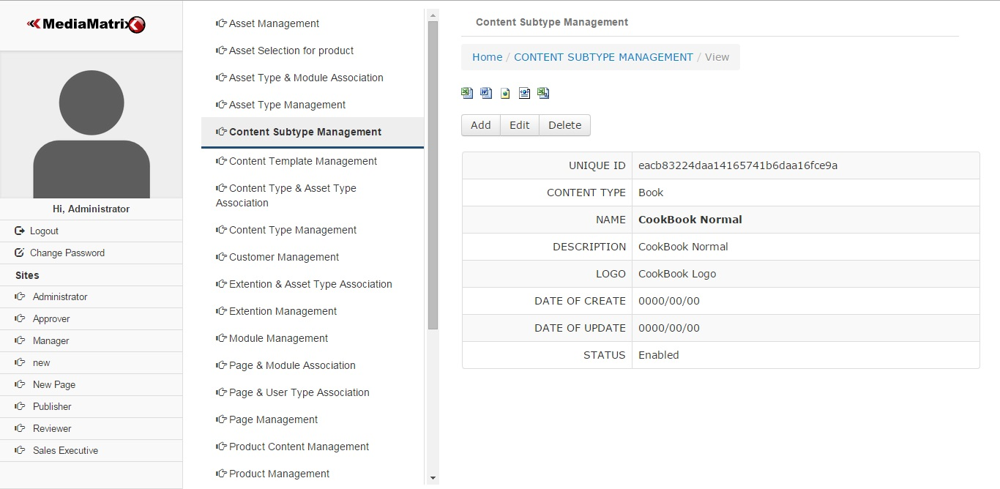 MediaMatrix
Hi, Administrator
Logout
Change Password
Sites
Administrator
Approver
Manager
new
New Page
Publisher
Reviewer
Sales Executive
Asset Management
Asset Selection for product
Asset Type & Module Association
Asset Type Management
Content Subtype Management
Content Template Management
Content Type & Asset Type
Association
Content Type Management
Customer Management
Extention & Asset Type Association
Extention Management
Module Management
Page & Module Association
Page & User Type Association
Page Management
Product Content Management
Product Management
Content Subtype Management
Home / CONTENT SUBTYPE MANAGEMENT / View
Add Edit Delete
UNIQUE ID eacb83224daa14165741b6daa16fce9a
CONTENT TYPE Book
NAME CookBook Normal
DESCRIPTION CookBook Normal
LOGO CookBook Logo
DATE OF CREATE 0000/00/00
DATE OF UPDATE 0000/00/00
STATUS Enabled